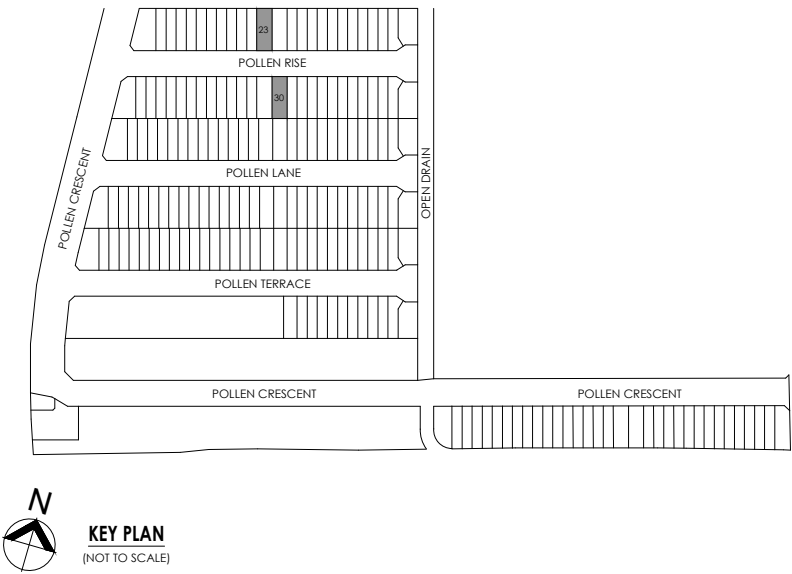 23
POLLEN RISE
30
POLLEN CRESCENT
POLLEN LANE
OPEN DRAIN
POLLEN TERRACE
POLLEN CRESCENT
POLLEN CRESCENT
N
KEY PLAN
(NOT TO SCALE)